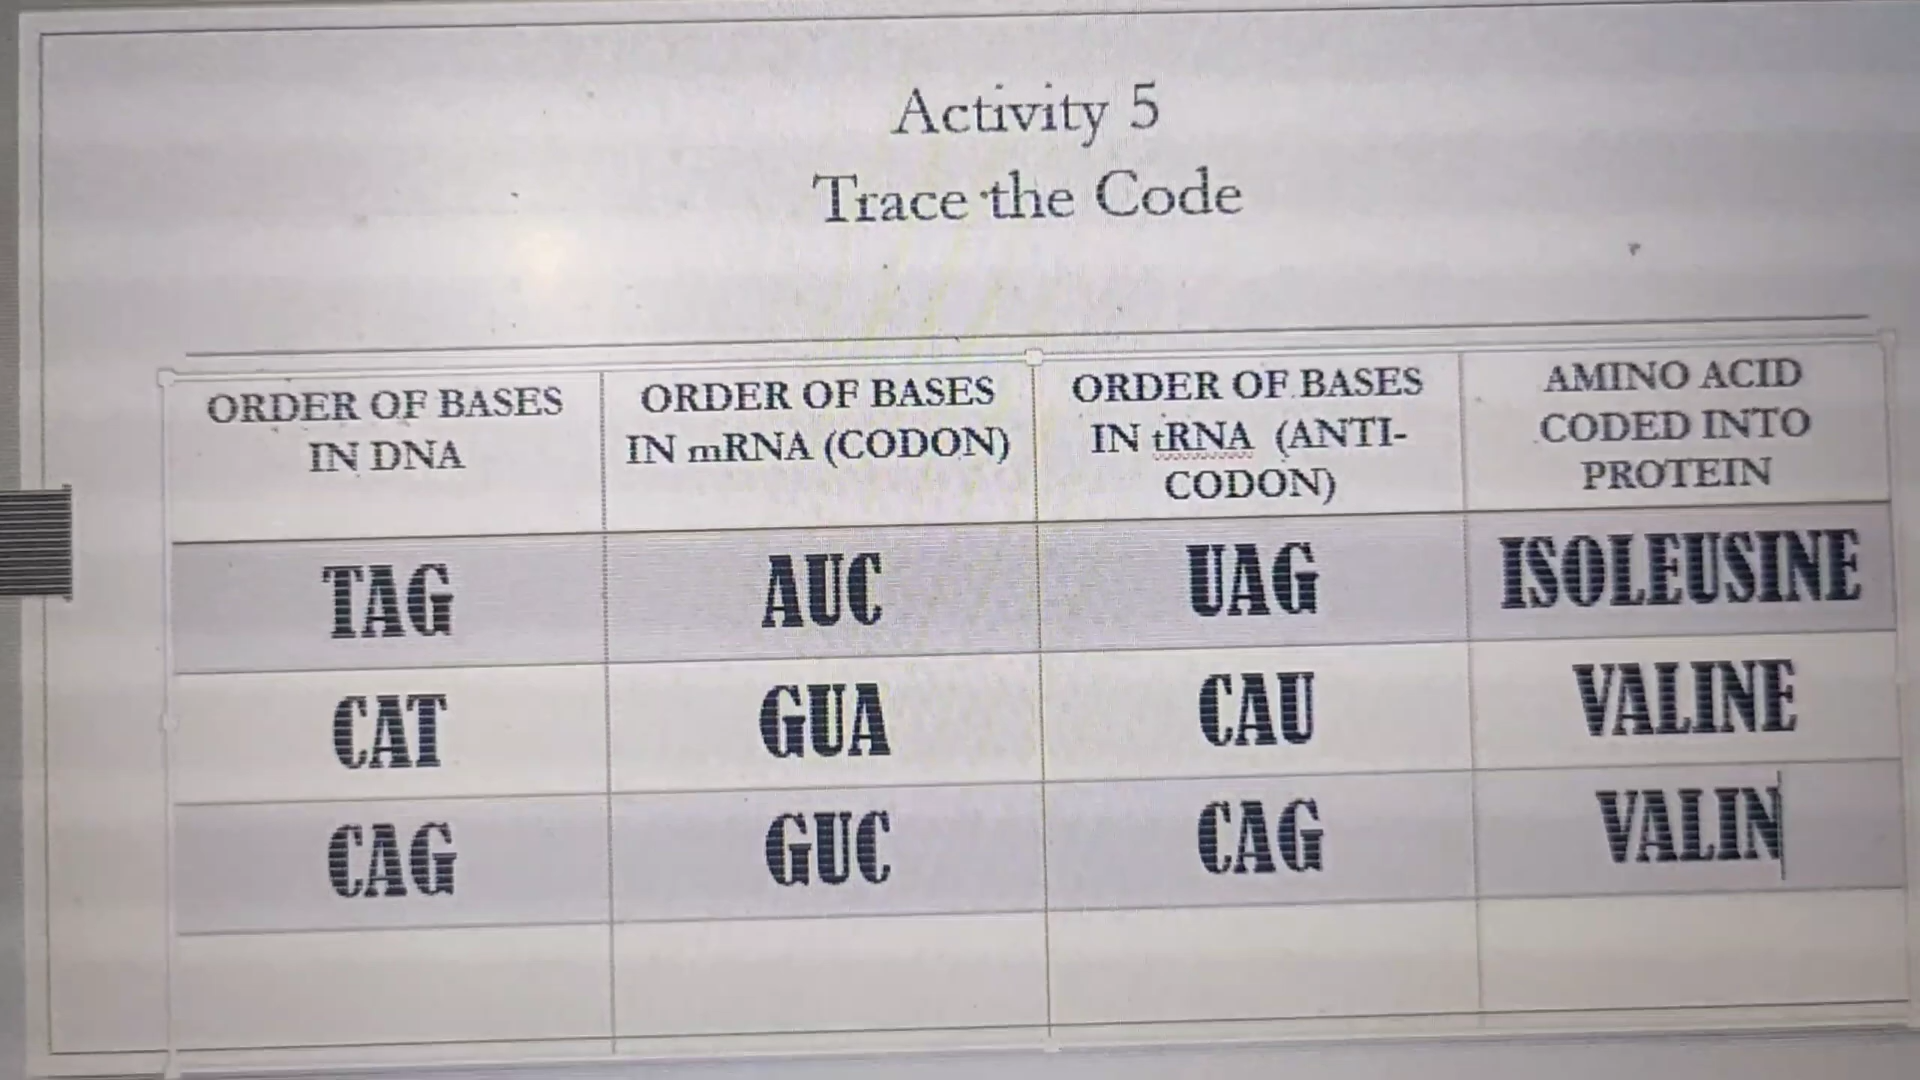 Activity 5
Trace the Code
ORDER OF BASES
IN DNA
ORDER OF BASES
IN mRNA (CODON)
ORDER OF BASES
IN tRNA (ANTI-
CODON)
AMINO ACID
CODED INTO
PROTEIN
TAG
AUC
UAG
ISOLEUSINE
CAT
GUA
CAU
VALINE
CAG
GUC
CAG
VALIN